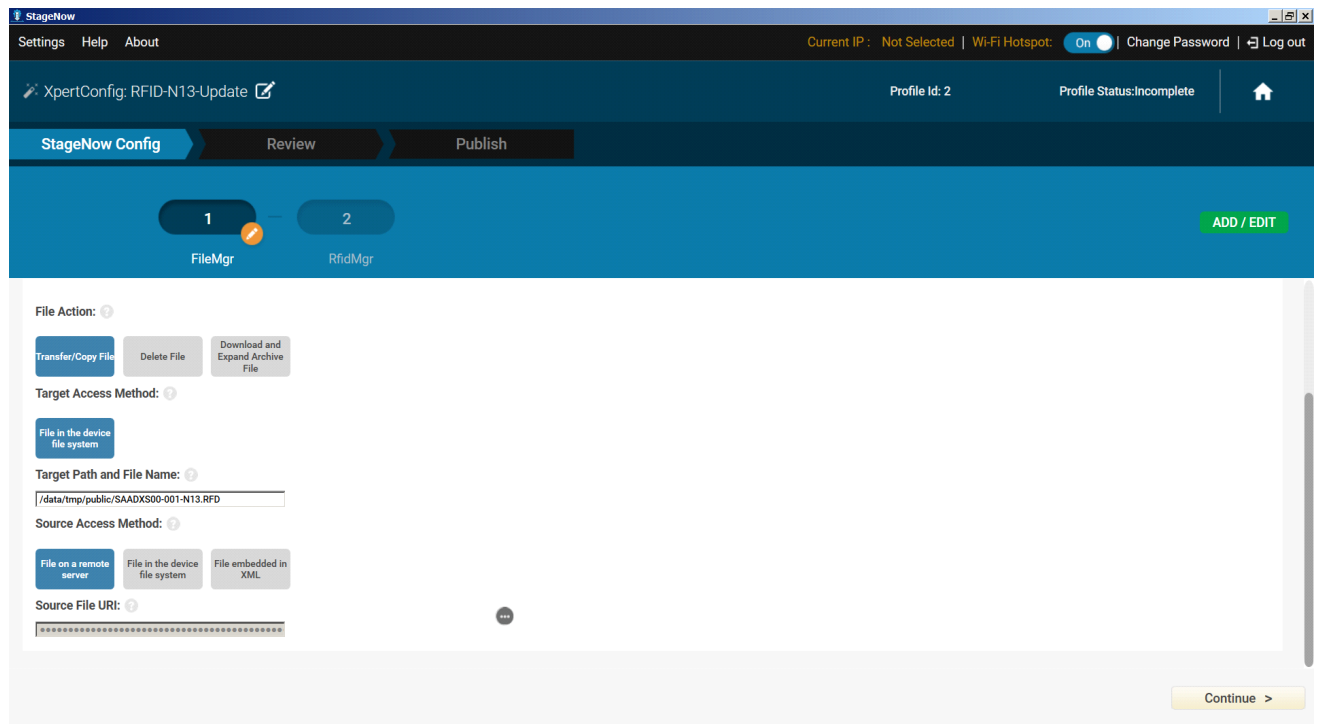 StageNow
Settings Help About Current IP : Not Selected | Wi-Fi Hotspot: On | Change Password | Log out
XpertConfig: RFID-N13-Update Profile Id: 2 Profile Status:Incomplete
StageNow Config Review Publish
1 2
ADD / EDIT
FileMgr RfidMgr
File Action: ?
Transfer/Copy File Delete File Download and
Expand Archive
File
Target Access Method: ?
File in the device
file system
Target Path and File Name: ?
/data/tmp/public/SAADXS00-001-N13.RFD
Source Access Method: ?
File on a remote
server
File in the device
file system
File embedded in
XML
Source File URI: ?
Continue >